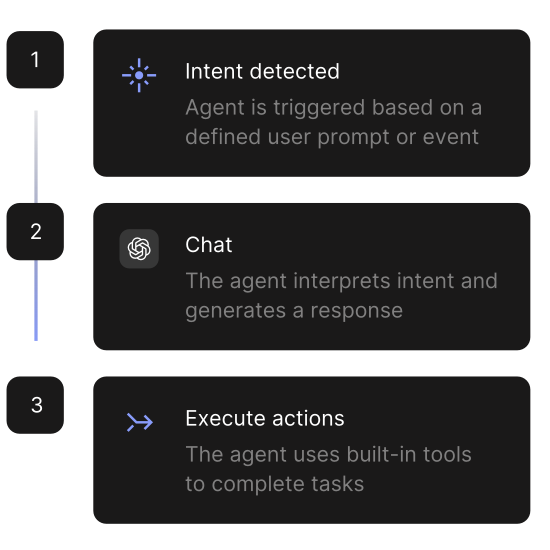 1
Intent detected
Agent is triggered based on a
defined user prompt or event
2
Chat
The agent interprets intent and
generates a response
3
Execute actions
The agent uses built-in tools
to complete tasks